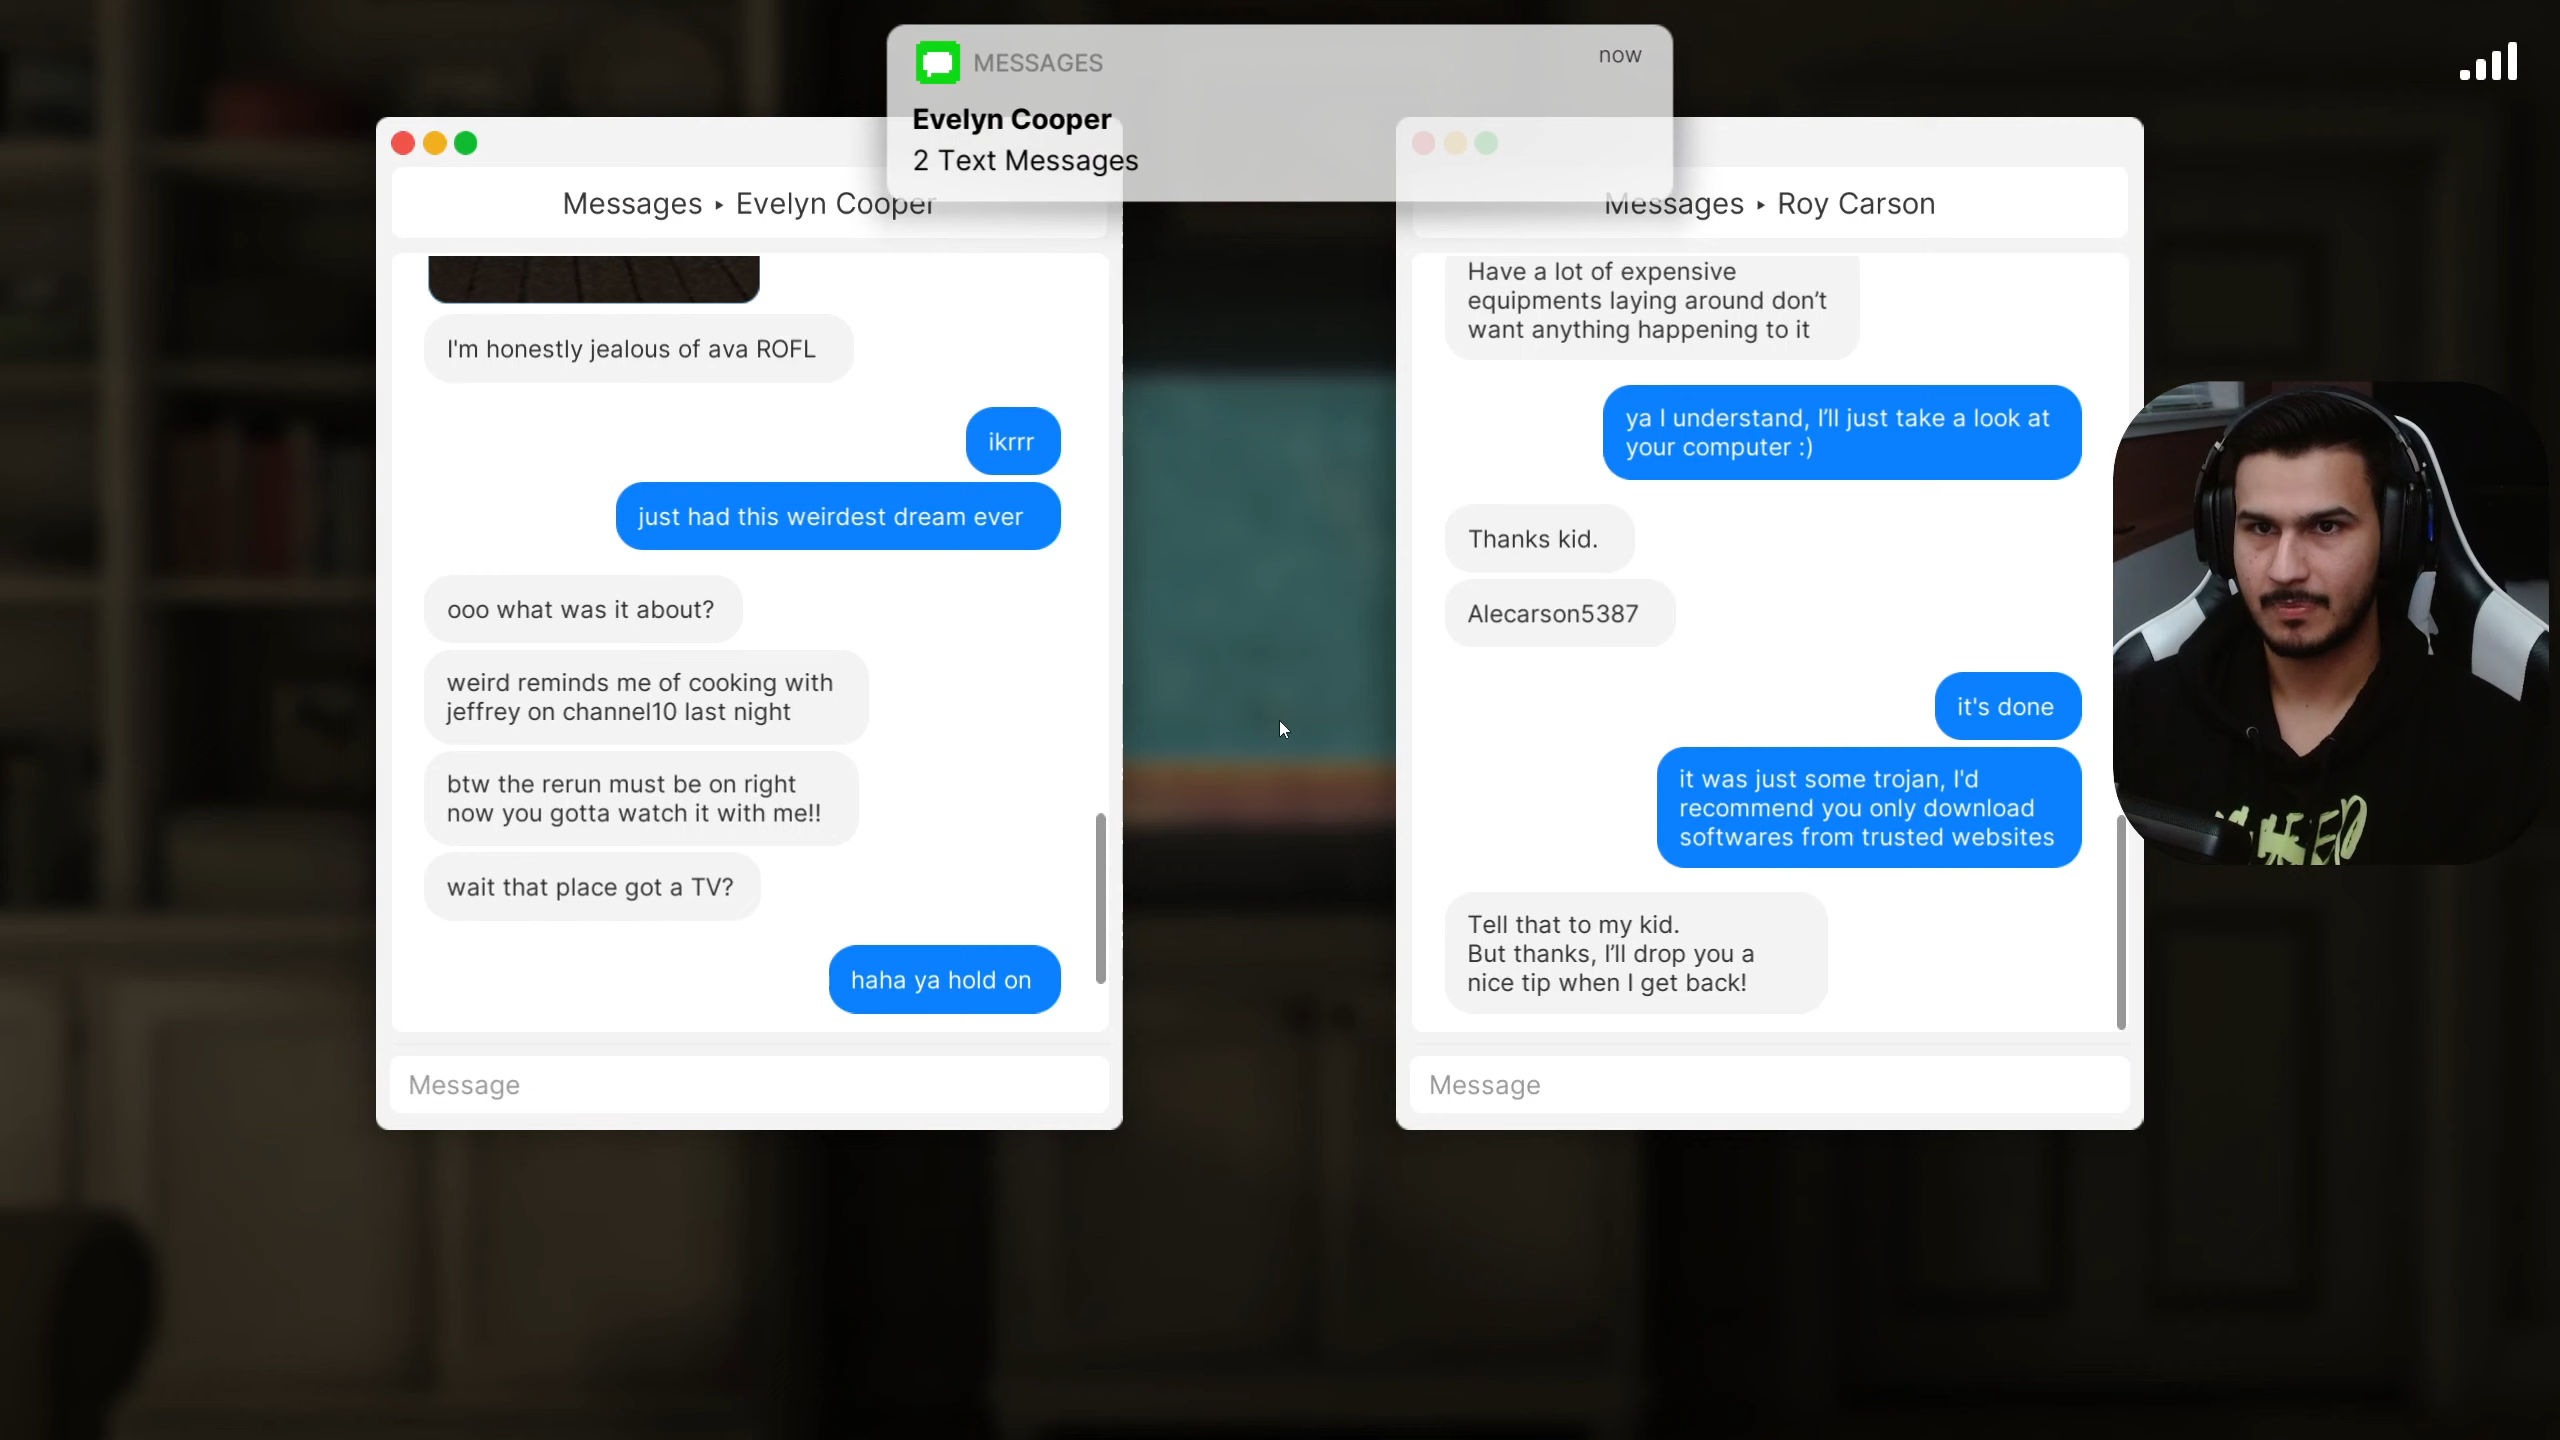 MESSAGES
now
Evelyn Cooper
2 Text Messages
Messages ‣ Evelyn Cooper
I'm honestly jealous of ava ROFL
ikrrr
just had this weirdest dream ever
ooo what was it about?
weird reminds me of cooking with
jeffrey on channel10 last night
btw the rerun must be on right
now you gotta watch it with me!!
wait that place got a TV?
haha ya hold on
Message
Messages ‣ Roy Carson
Have a lot of expensive
equipments laying around don’t
want anything happening to it
ya I understand, I’ll just take a look at
your computer :)
Thanks kid.
Alecarson5387
it's done
it was just some trojan, I'd
recommend you only download
softwares from trusted websites
Tell that to my kid.
But thanks, I’ll drop you a
nice tip when I get back!
Message